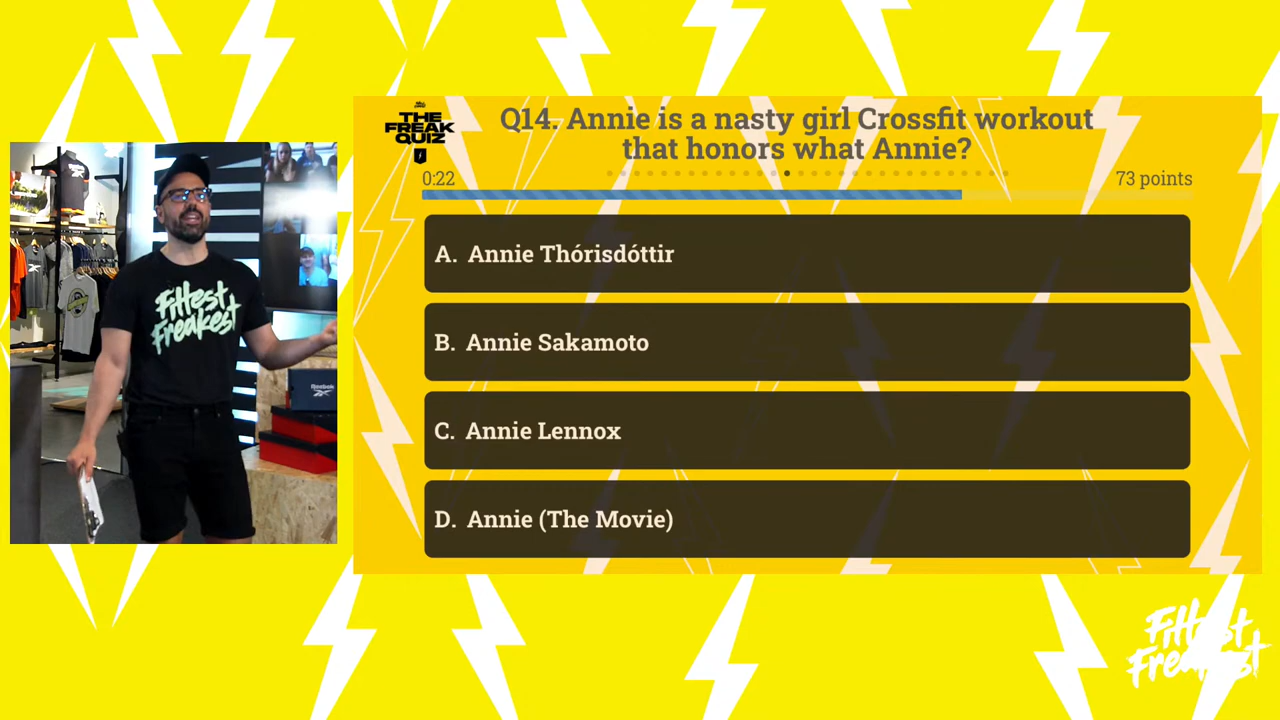 THE
FREAK
QUIZ
Q14. Annie is a nasty girl Crossfit workout
that honors what Annie?
0:22
73 points
A. Annie Thórisdóttir
B. Annie Sakamoto
C. Annie Lennox
D. Annie (The Movie)
Fittest
Freakest
Reebok
Fittest
Freakest